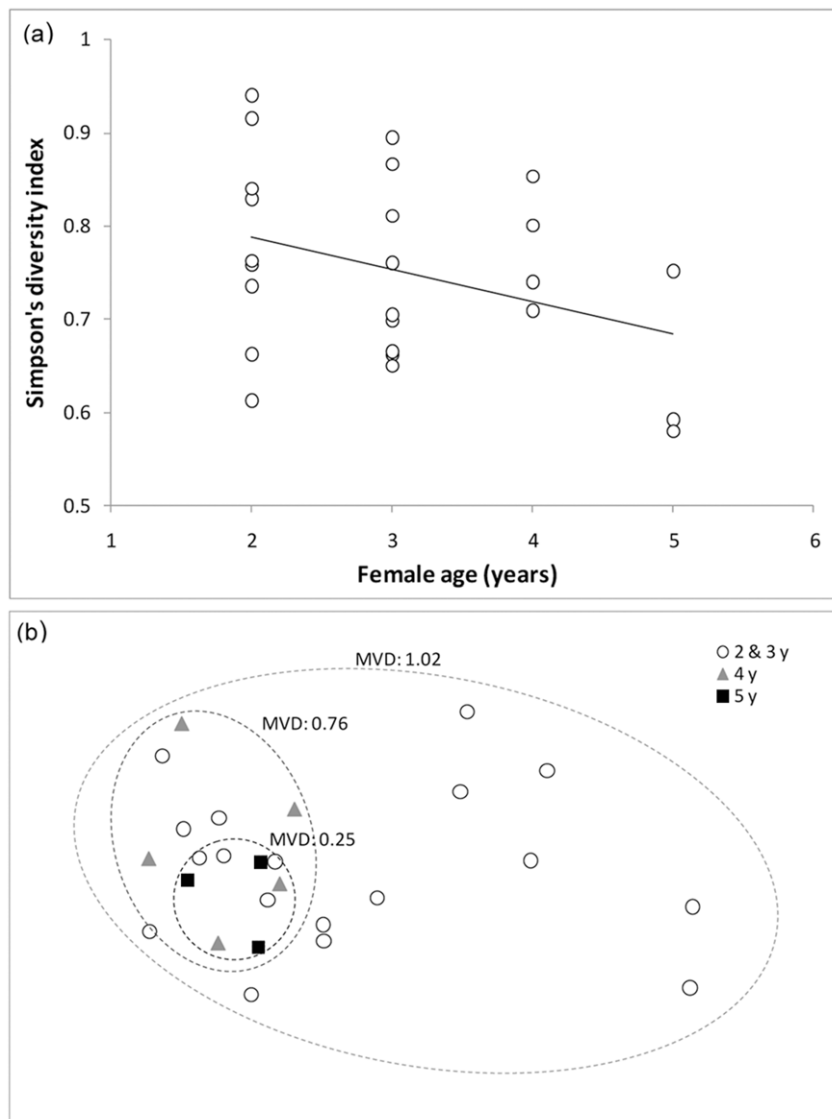 (a)
1
0.9
0.8
0.7
0.6
0.5
Simpson's diversity index
1 2 3 4 5 6
Female age (years)
(b)
MVD: 1.02
2 & 3 y
4 y
5 y
MVD: 0.76
MVD: 0.25